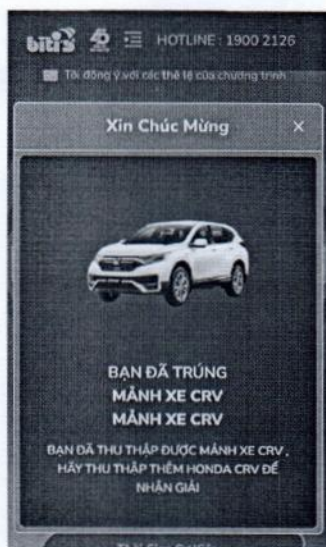 biti's 40 HOTLINE : 1900 2126
Tôi đồng ý với các thể lệ của chương trình
Xin Chúc Mừng ×
BẠN ĐÃ TRÚNG
MẢNH XE CRV
MẢNH XE CRV
BẠN ĐÃ THU THẬP ĐƯỢC MẢNH XE CRV ,
HÃY THU THẬP THÊM HONDA CRV ĐỂ
NHẬN GIẢI